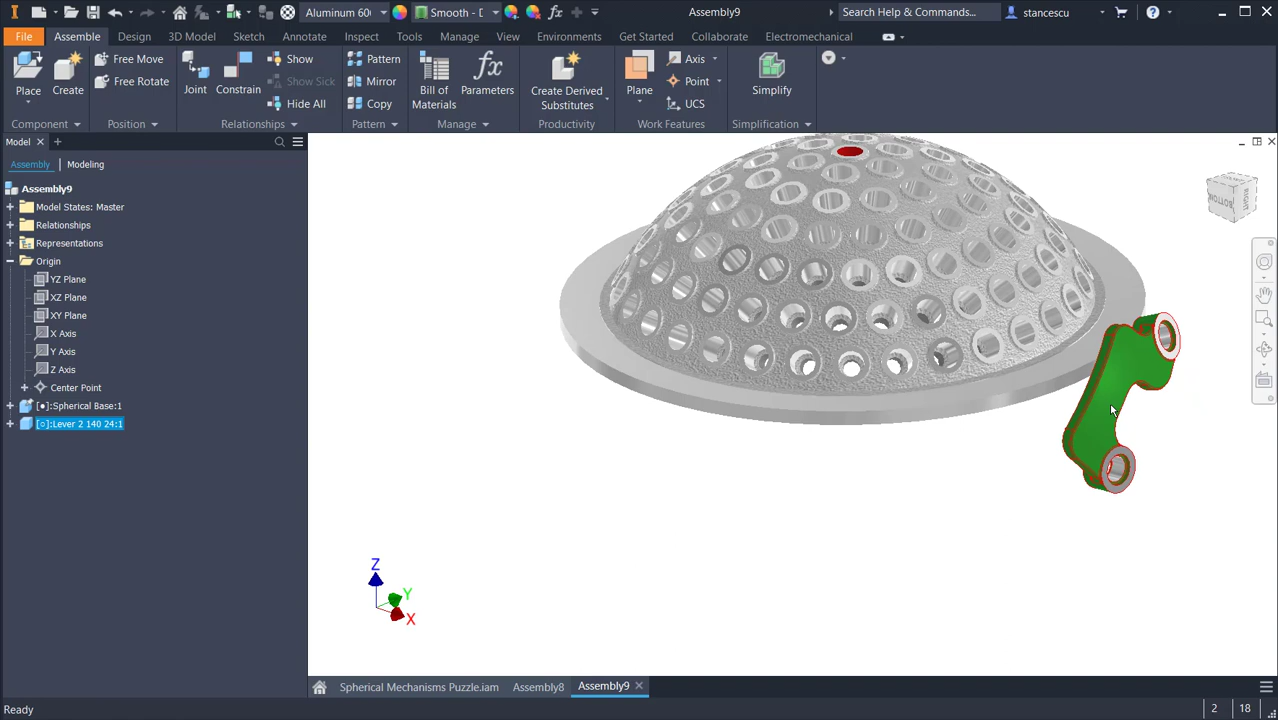 Aluminum 60
Smooth - [
Assembly9
Search Help & Commands...
stancescu
File
Assemble
Design
3D Model
Sketch
Annotate
Inspect
Tools
Manage
View
Environments
Get Started
Collaborate
Electromechanical
Place
Create
Free Move
Free Rotate
Joint
Constrain
Show
Show Sick
Hide All
Pattern
Mirror
Copy
Bill of
Materials
fx
Parameters
Create Derived
Substitutes
Plane
Axis
Point
UCS
Simplify
Component
Position
Relationships
Pattern
Manage
Productivity
Work Features
Simplification
Model
Assembly
Modeling
Assembly9
Model States: Master
Relationships
Representations
Origin
YZ Plane
XZ Plane
XY Plane
X Axis
Y Axis
Z Axis
Center Point
[●]:Spherical Base:1
[○]:Lever 2 140 24:1
BOTTOM
RIGHT
Z
Y
X
Spherical Mechanisms Puzzle.iam
Assembly8
Assembly9
Ready
2
18